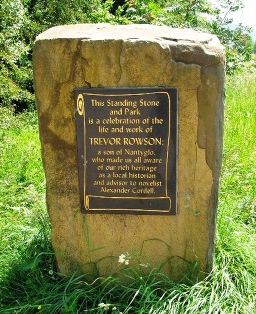 This Standing Stone
and Park
is a celebration of the
life and work of
TREVOR ROWSON:
a son of Nantyglo,
who made us all aware
of our rich heritage
as a local historian
and advisor to novelist
Alexander Cordell.